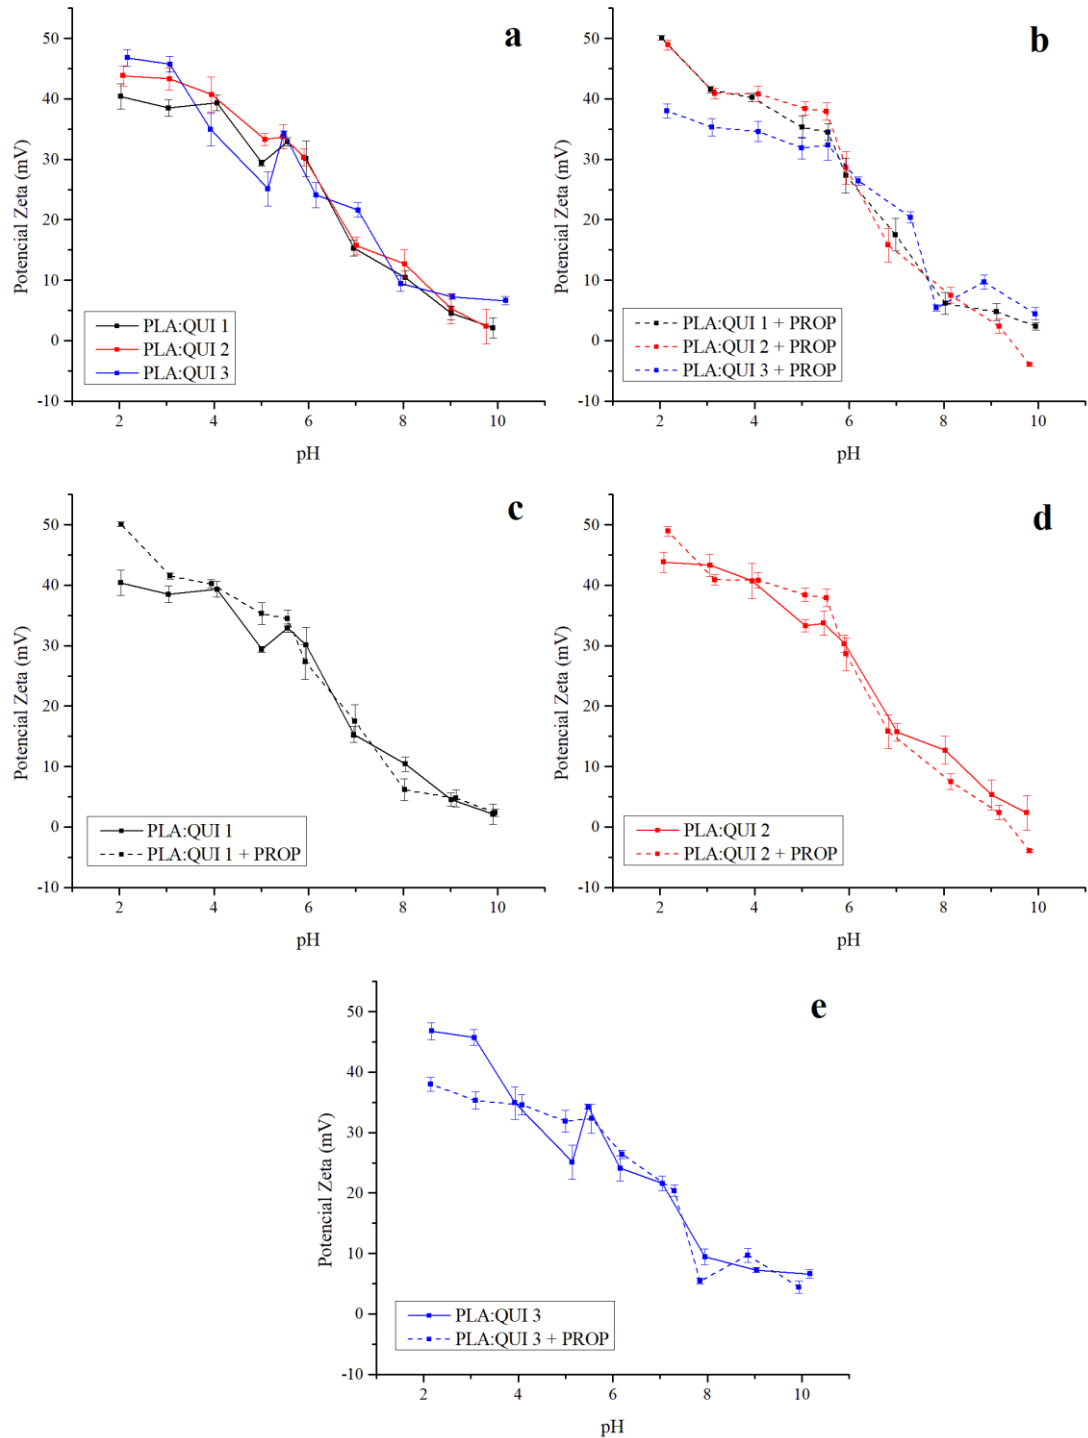 a
Potencial Zeta (mV)
50
40
30
20
10
0
-10
PLA:QUI 1
PLA:QUI 2
PLA:QUI 3
2 4 6 8 10
pH
b
Potencial Zeta (mV)
50
40
30
20
10
0
-10
PLA:QUI 1 + PROP
PLA:QUI 2 + PROP
PLA:QUI 3 + PROP
2 4 6 8 10
pH
c
Potencial Zeta (mV)
50
40
30
20
10
0
-10
PLA:QUI 1
PLA:QUI 1 + PROP
2 4 6 8 10
pH
d
Potencial Zeta (mV)
50
40
30
20
10
0
-10
PLA:QUI 2
PLA:QUI 2 + PROP
2 4 6 8 10
pH
e
Potencial Zeta (mV)
50
40
30
20
10
0
-10
PLA:QUI 3
PLA:QUI 3 + PROP
2 4 6 8 10
pH